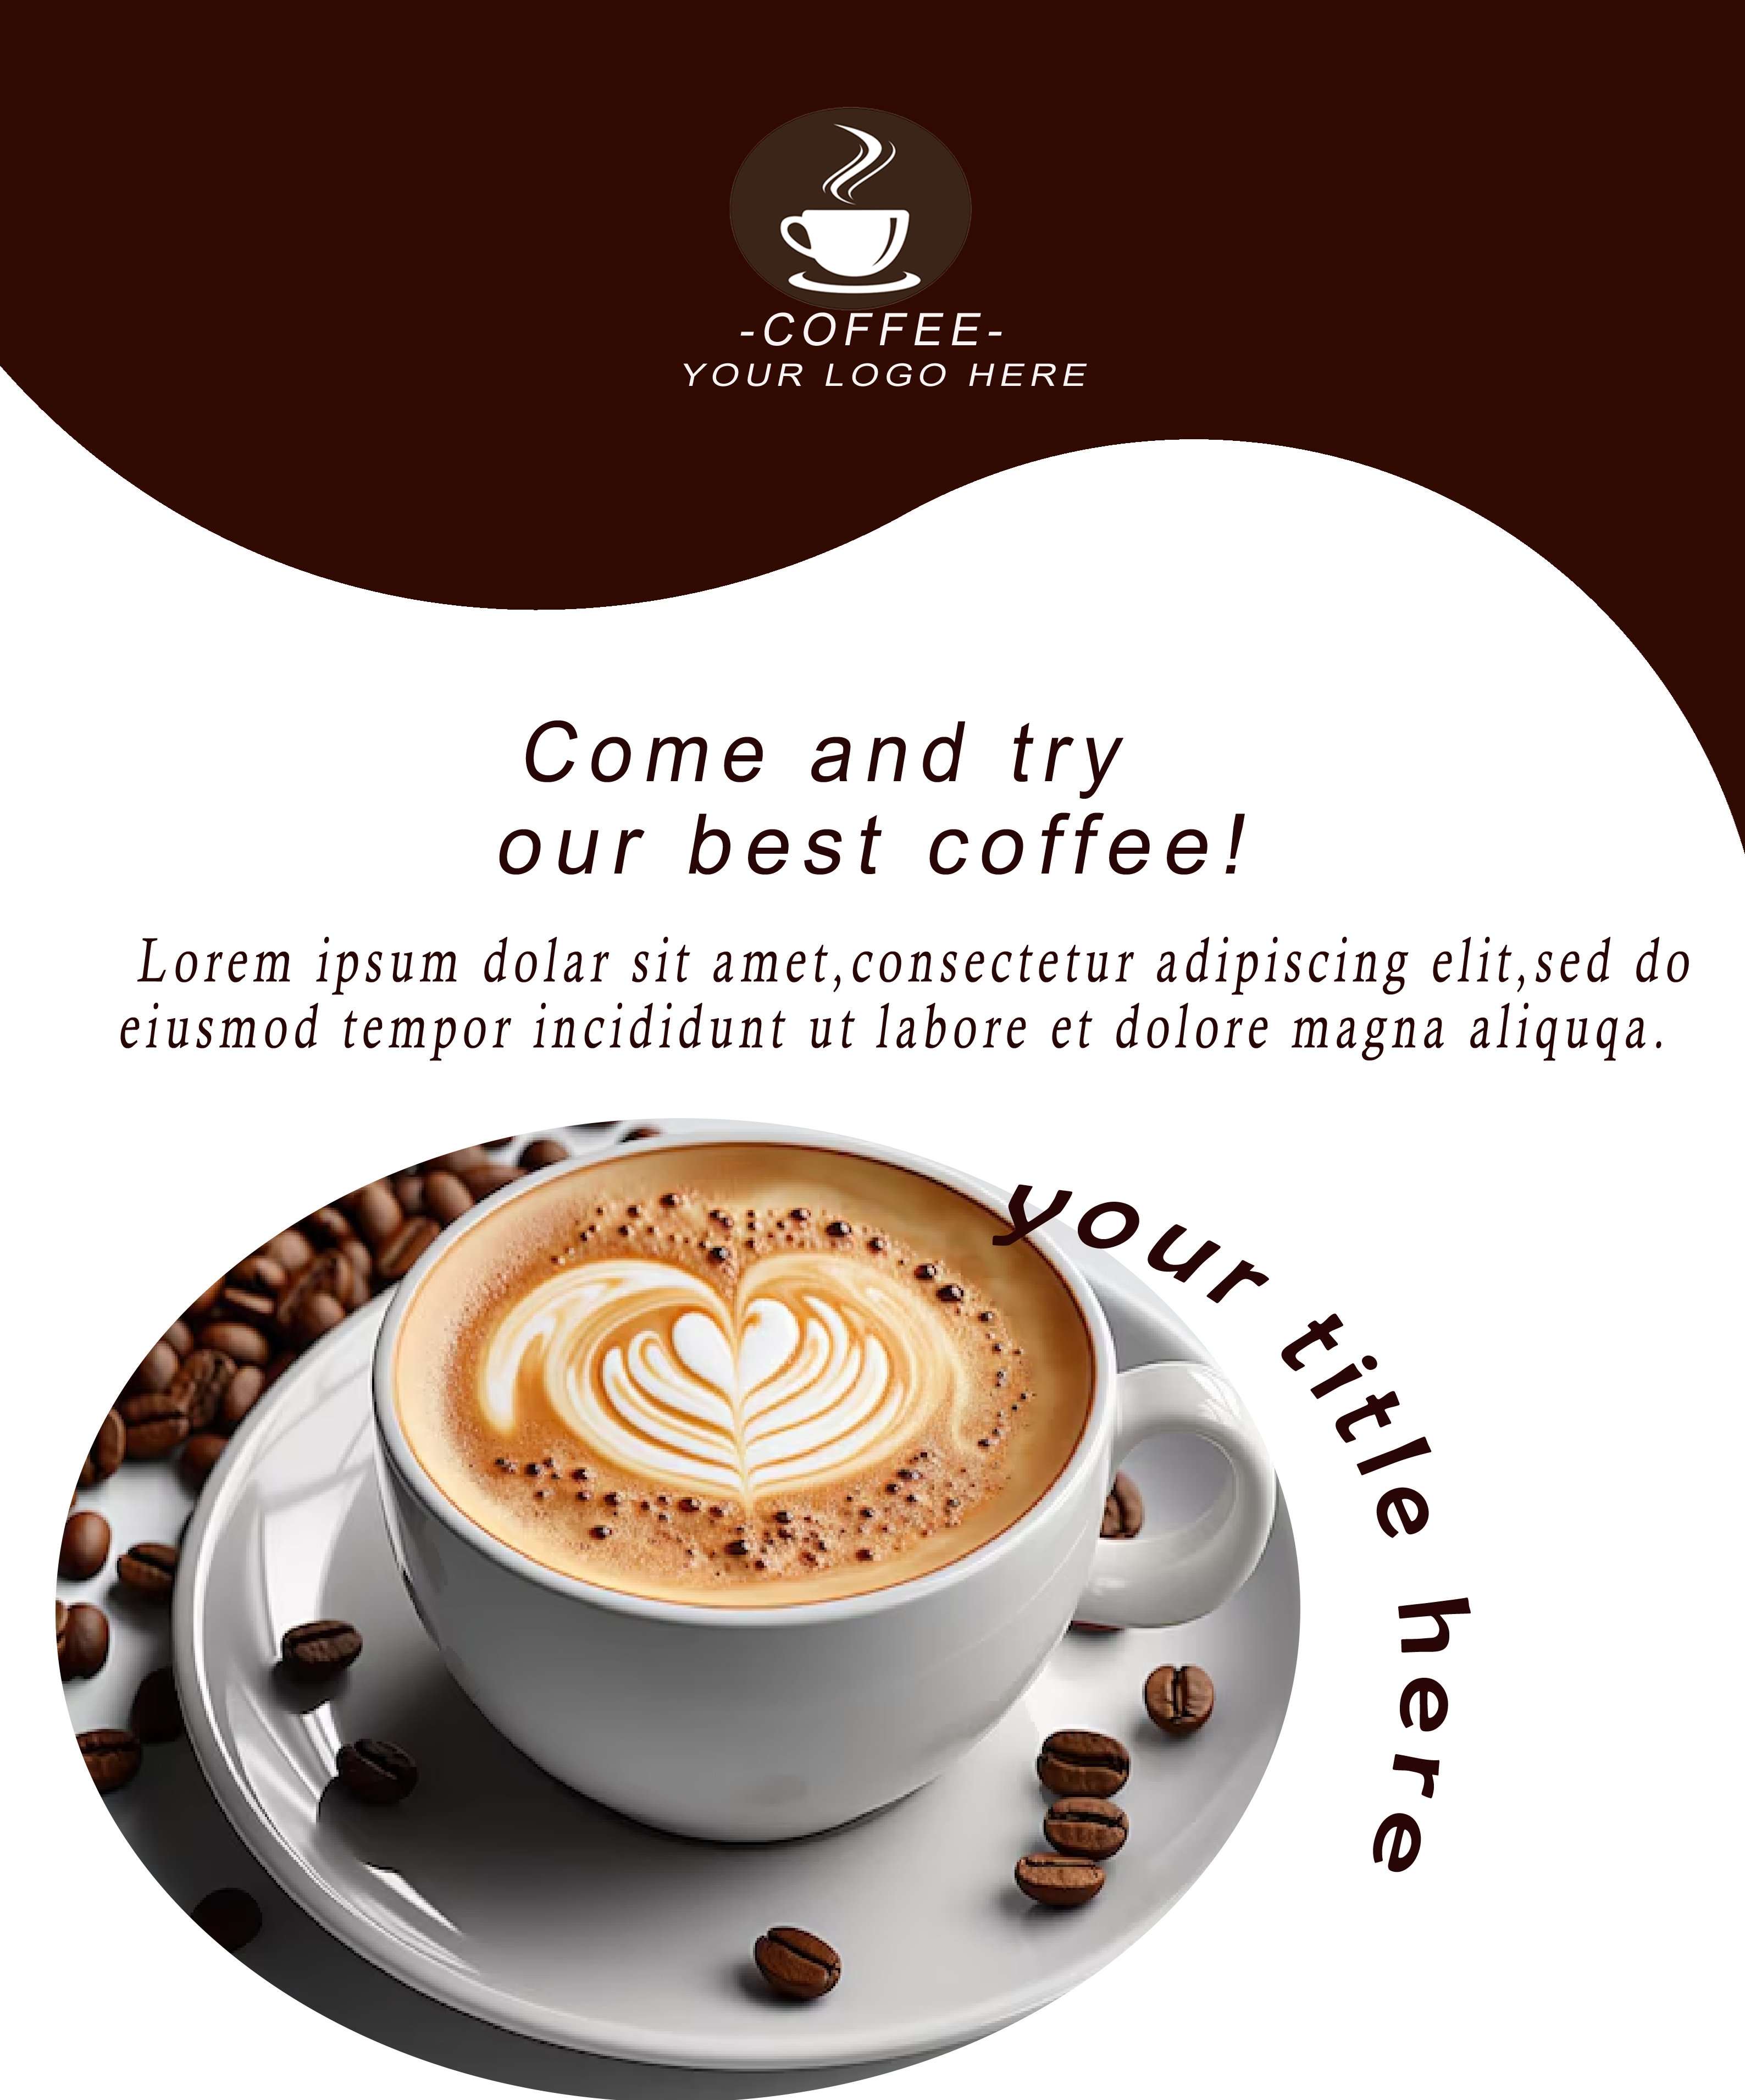 -COFFEE-
YOUR LOGO HERE
Come and try
our best coffee!
Lorem ipsum dolar sit amet,consectetur adipiscing elit,sed do
eiusmod tempor incididunt ut labore et dolore magna aliquqa.
your title here